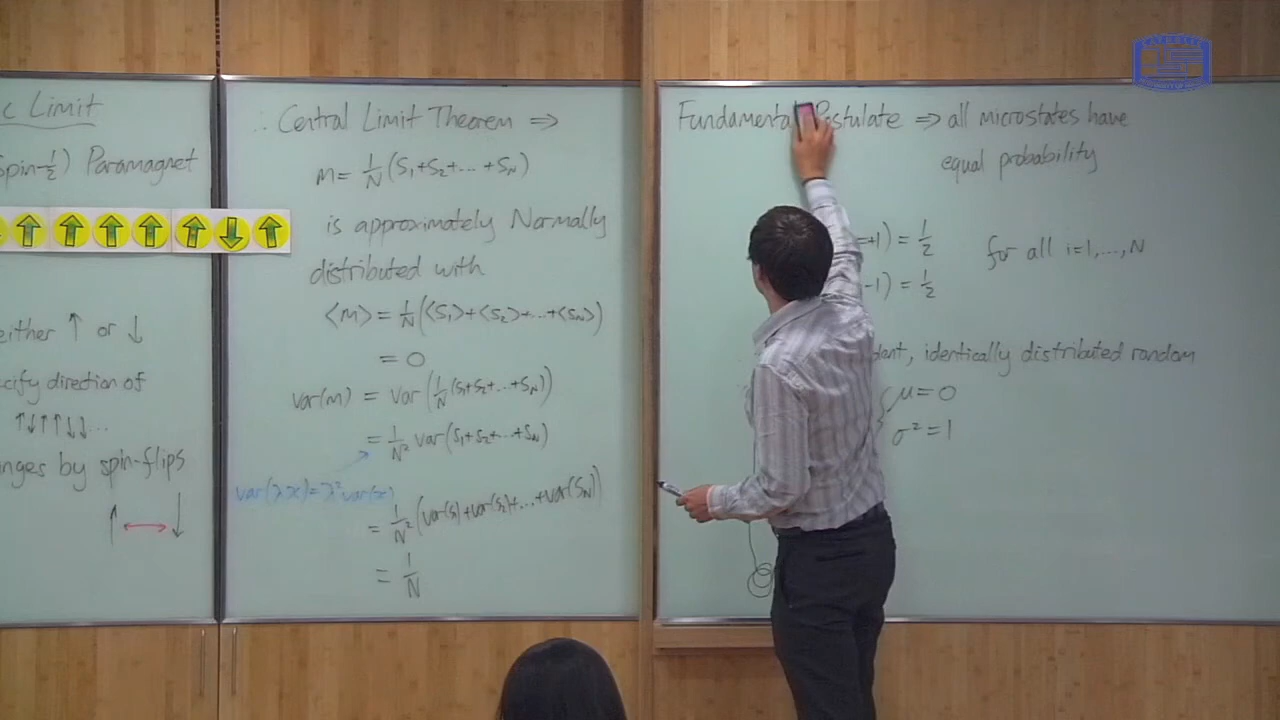 c Limit
pin-½) Paramagnet
either ↑ or ↓
cify direction of
↑↓↑↑↓↓...
nges by spin-flips
∴ Central Limit Theorem ⇒
m = 1/N (S₁+S₂+...+S_N)
is approximately Normally
distributed with
⟨m⟩ = 1/N (⟨S₁⟩+⟨S₂⟩+...+⟨S_N⟩)
= 0
var(m) = var(1/N (S₁+S₂+...+S_N))
= 1/N² var(S₁+S₂+...+S_N)
var(λx)=λ²var(x)
= 1/N² (var(S₁)+var(S₂)+...+var(S_N))
= 1/N
Fundamental Postulate ⇒ all microstates have
equal probability
=+1) = ½
for all i=1,...,N
-1) = ½
dent, identically distributed random
μ = 0
σ² = 1